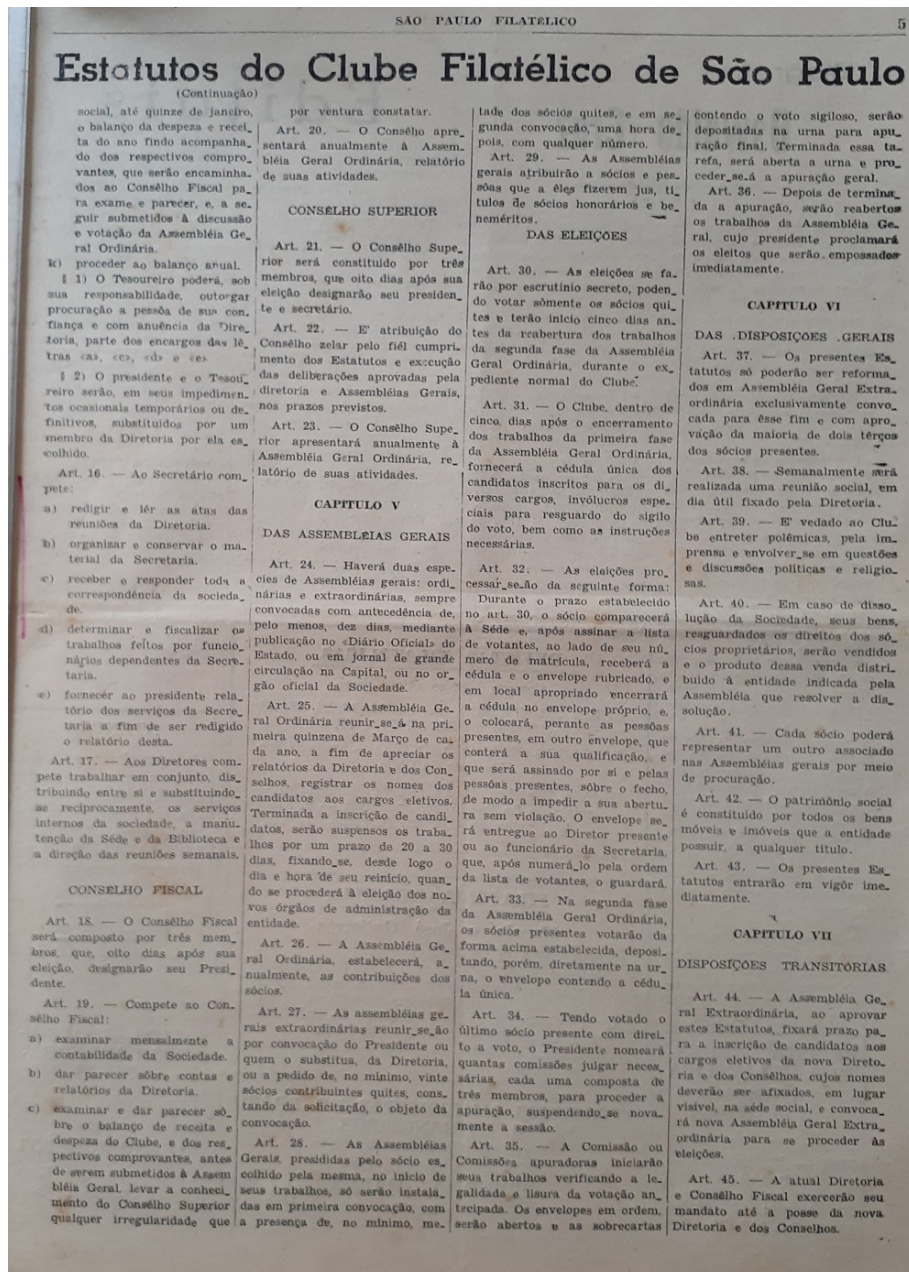 SÃO PAULO FILATÉLICO
5
Estatutos do Clube Filatélico de São Paulo
(Continuação)
social, até quinze de janeiro,
o balanço da despeza e recei_
ta do ano findo acompanha_
do dos respectivos compro_
vantes, que serão encaminha_
dos ao Consêlho Fiscal pa_
ra exame e parecer, e, a se_
guir submetidos à discussão
e votação da Assembléia Ge_
ral Ordinária.
k) proceder ao balanço anual.
§ 1) O Tesoureiro poderá, sob
sua responsabilidade, outorgar
procuração a pessôa de sua con_
fiança e com anuência da Dire_
toria, parte dos encargos das lê_
tras «a», «c», «d» e «e»
§ 2) O presidente e o Tesou_
reiro serão, em seus impedimen_
tos ocasionais temporários ou de_
finitivos, substituidos por um
membro da Diretoria por ela es_
colhido.
Art. 16. — Ao Secretário com_
pete:
a) redigir e lêr as atas das
reuniões da Diretoria.
b) organizar e conservar o ma_
terial da Secretaria.
c) receber e responder toda a
correspondência da socieda_
de.
d) determinar e fiscalizar os
trabalhos feitos por funcio_
nários dependentes da Secre_
taria.
e) fornecer ao presidente rela_
tório dos serviços da Secre_
taria a fim de ser redigido
o relatório desta.
Art. 17. — Aos Diretores com_
pete trabalhar em conjunto, dis_
tribuindo entre si e substituindo_
se reciprocamente, os serviços
internos da sociedade, a manu_
tenção da Séde e da Biblioteca e
a direção das reuniões semanais.
CONSELHO FISCAL
Art. 18. — O Consêlho Fiscal
será composto por três mem_
bros, que, oito dias após sua
eleição, designarão seu Presi_
dente.
Art. 19. — Compete ao Con_
sêlho Fiscal:
a) examinar mensalmente a
contabilidade da Sociedade.
b) dar parecer sôbre contas e
relatórios da Diretoria.
c) examinar e dar parecer sô_
bre o balanço de receita e
despeza do Clube, e dos res_
pectivos comprovantes, antes
de serem submetidos à Assem
bléia Geral, levar a conheci_
mento do Conselho Superior
qualquer irregularidade que
por ventura constatar.
Art. 20. — O Consêlho apre_
sentará anualmente à Assem_
bléia Geral Ordinária, relatório
de suas atividades.
CONSÊLHO SUPERIOR
Art. 21. — O Consêlho Supe_
rior será constituido por três
membros, que oito dias após sua
eleição designarão seu presiden_
te e secretário.
Art. 22. — E' atribuição do
Consêlho zelar pelo fiél cumpri_
mento dos Estatutos e execução
das deliberações aprovadas pela
diretoria e Assembléias Gerais,
nos prazos previstos.
Art. 23. — O Consêlho Supe_
rior apresentará anualmente à
Assembléia Geral Ordinária, re_
latório de suas atividades.
CAPITULO V
DAS ASSEMBLÉIAS GERAIS
Art. 24. — Haverá duas espe_
cies de Assembléias gerais: ordi_
nárias e extraordinárias, sempre
convocadas com antecedência de,
pelo menos, dez dias, mediante
publicação no «Diário Oficial» do
Estado, ou em jornal de grande
circulação na Capital, ou no or_
gão oficial da Sociedade.
Art. 25. — A Assembléia Ge_
ral Ordinária reunir_se_á na pri_
meira quinzena de Março de ca_
da ano, a fim de apreciar os
relatórios da Diretoria e dos Con_
selhos, registrar os nomes dos
candidatos aos cargos eletivos.
Terminada a inscrição de candi_
datos, serão suspensos os traba_
lhos por um prazo de 20 a 30
dias, fixando_se, desde logo o
dia e hora de seu reinício, quan_
do se procederá à eleição dos no_
vos órgãos de administração da
entidade.
Art. 26. — A Assembléia Ge_
ral Ordinária, estabelecerá, a_
nualmente, as contribuições dos
sócios.
Art. 27. — As assembléias ge_
rais extraordinárias reunir_se_ão
por convocação do Presidente ou
quem o substitua, da Diretoria,
ou a pedido de, no mínimo, vinte
sócios contribuintes quites, cons_
tando da solicitação, o objeto da
convocação.
Art. 28. — As Assembléias
Gerais, presididas pelo sócio es_
colhido pela mesma, no início de
seus trabalhos, só serão instala_
das em primeira convocação, com
a presença de, no mínimo, me_
tade dos sócios quites, e em se_
gunda convocação, uma hora de_
pois, com qualquer número.
Art. 29. — As Assembléias
gerais atribuirão a sócios e pes_
sôas que a êles fizerem jus, tí_
tulos de sócios honorários e be_
neméritos.
DAS ELEIÇÕES
Art. 30. — As eleições se fa_
rão por escrutinio secreto, poden_
do votar sòmente os sócios qui_
tes e terão início cinco dias an_
tes da reabertura dos trabalhos
da segunda fase da Assembléia
Geral Ordinária, durante o ex_
pediente normal do Clube.
Art. 31. — O Clube, dentro de
cinco, dias após o encerramento
dos trabalhos da primeira fase
da Assembléia Geral Ordinária,
fornecerá a cédula única dos
candidatos inscritos para os di_
versos cargos, invólucros espe_
ciais para resguardo do sigilo
do voto, bem como as instruções
necessárias.
Art. 32. — As eleições pro_
cessar_se_ão da seguinte forma:
Durante o prazo estabelecido
no art. 30, o sócio comparecerá
à Séde e, após assinar a lista
de votantes, ao lado de seu nú_
mero de matrícula, receberá a
cédula e o envelope rubricado, e
em local apropriado encerrará
a cédula no envelope próprio, e,
o colocará, perante as pessôas
presentes, em outro envelope, que
conterá a sua qualificação, e
que será assinado por si e pelas
pessôas presentes, sôbre o fecho,
de modo a impedir a sua abertu_
ra sem violação. O envelope se_
rá entregue ao Diretor presente
ou ao funcionário da Secretaria,
que, após numerá_lo pela ordem
da lista de votantes, o guardará.
Art. 33. — Na segunda fase
da Assembléia Geral Ordinária,
os sócios presentes votarão da
forma acima estabelecida, deposi_
tando, porém, diretamente na ur_
na, o envelope contendo a cédu_
la única.
Art. 34. — Tendo votado o
último sócio presente com direi_
to a voto, o Presidente nomeará
quantas comissões julgar neces_
sárias, cada uma composta de
três membros, para proceder a
apuração, suspendendo_se nova_
mente a sessão.
Art. 35. — A Comissão ou
Comissões apuradoras iniciarão
seus trabalhos verificando a le_
galidade e lisura da votação an_
tecipada. Os envelopes em ordem,
serão abertos e as sobrecartas
contendo o voto sigiloso, serão
depositadas na urna para apu_
ração final. Terminada essa ta_
refa, será aberta a urna e pro_
ceder_se_á a apuração geral.
Art. 36. — Depois de termina_
da a apuração, serão reabertos
os trabalhos da Assembléia Ge_
ral, cujo presidente proclamará
os eleitos que serão empossados
imediatamente.
CAPITULO VI
DAS DISPOSIÇÕES GERAIS
Art. 37. — Os presentes Es_
tatutos só poderão ser reforma_
dos em Assembléia Geral Extra_
ordinária exclusivamente convo_
cada para êsse fim e com apro_
vação da maioria de dois têrços
dos sócios presentes.
Art. 38. — Semanalmente será
realizada uma reunião social, em
dia útil fixado pela Diretoria.
Art. 39. — E' vedado ao Clu_
be entreter polêmicas, pela im_
prensa e envolver_se em questões
e discussões políticas e religio_
sas.
Art. 40. — Em caso de disso_
lução da Sociedade, seus bens,
resguardados os direitos dos só_
cios proprietários, serão vendidos
e o produto dessa venda distri_
buido à entidade indicada pela
Assembléia que resolver a dis_
solução.
Art. 41. — Cada sócio poderá
representar um outro associado
nas Assembléias gerais por meio
de procuração.
Art. 42. — O patrimônio social
é constituido por todos os bens
móveis e imóveis que a entidade
possuir, a qualquer título.
Art. 43. — Os presentes Es_
tatutos entrarão em vigôr ime_
diatamente.
CAPITULO VII
DISPOSIÇÕES TRANSITÓRIAS
Art. 44. — A Assembléia Ge_
ral Extraordinária, ao aprovar
estes Estatutos, fixará prazo pa_
ra a inscrição de candidatos aos
cargos eletivos da nova Direto_
ria e dos Conselhos, cujos nomes
deverão ser afixados, em lugar
visível, na séde social, e convoca_
rá nova Assembléia Geral Extra_
ordinária para se proceder às
eleições.
Art. 45. — A atual Diretoria
e Conselho Fiscal exercerão seu
mandato até a posse da nova
Diretoria e dos Conselhos.